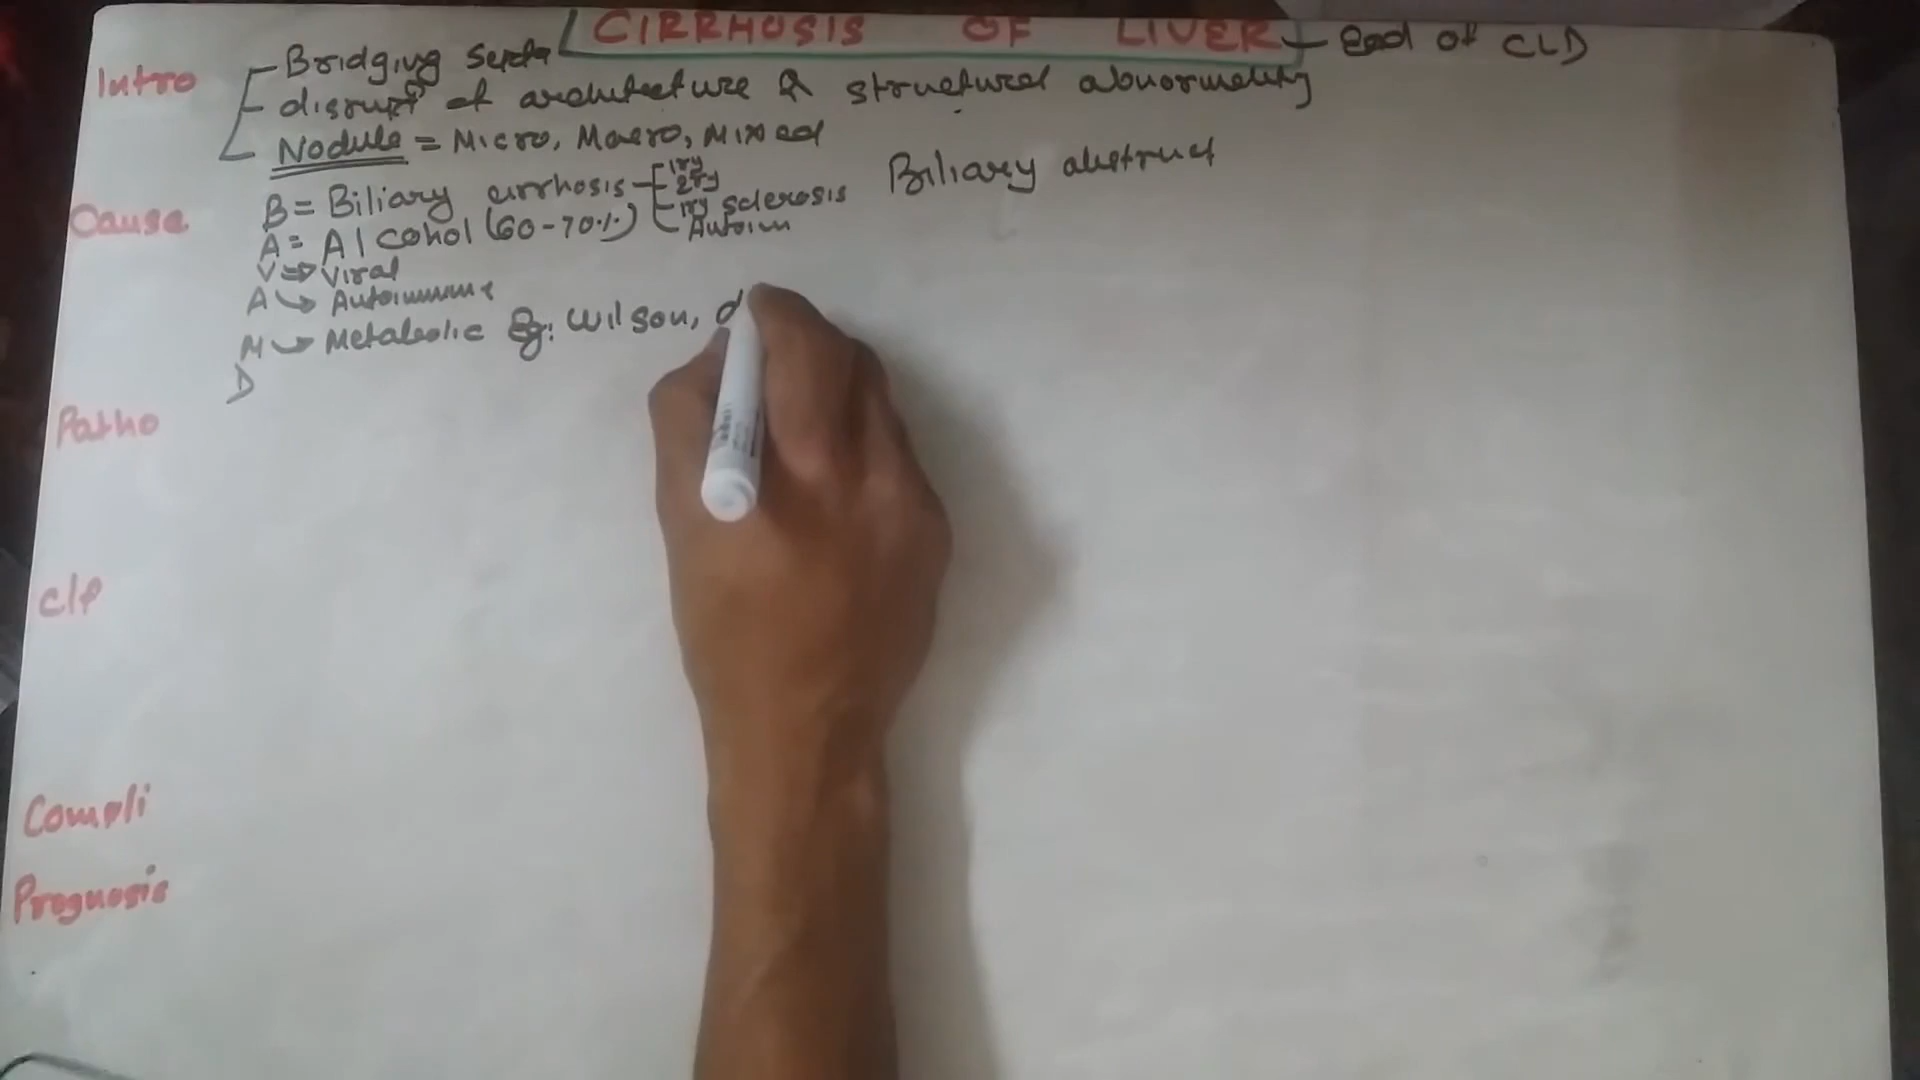 CIRRHOSIS OF LIVER - End of CLD
Intro
Bridging Septa
disrupt of architecture & structural abnormality
Nodule = Micro, Macro, Mixed
Cause
B = Biliary cirrhosis
1ry
2ry
1ry sclerosis
Autoim
Biliary abstruct
A = Alcohol (60-70%)
V => Viral
A → Autoimmune
M → Metabolic Eg: Wilson, d
D
Patho
c/f
Compli
Prognosis